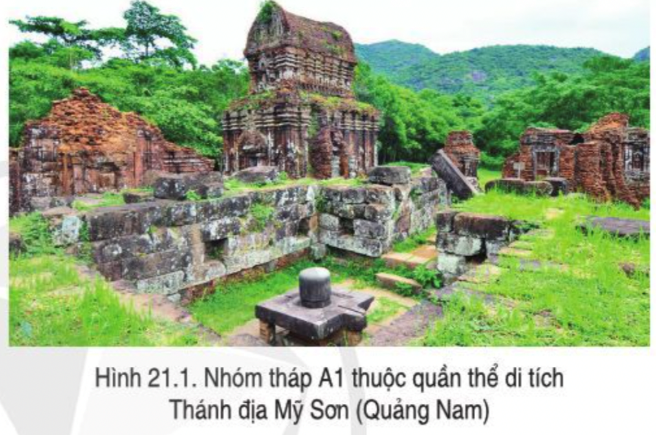 Hình 21.1. Nhóm tháp A1 thuộc quần thể di tích
Thánh địa Mỹ Sơn (Quảng Nam)